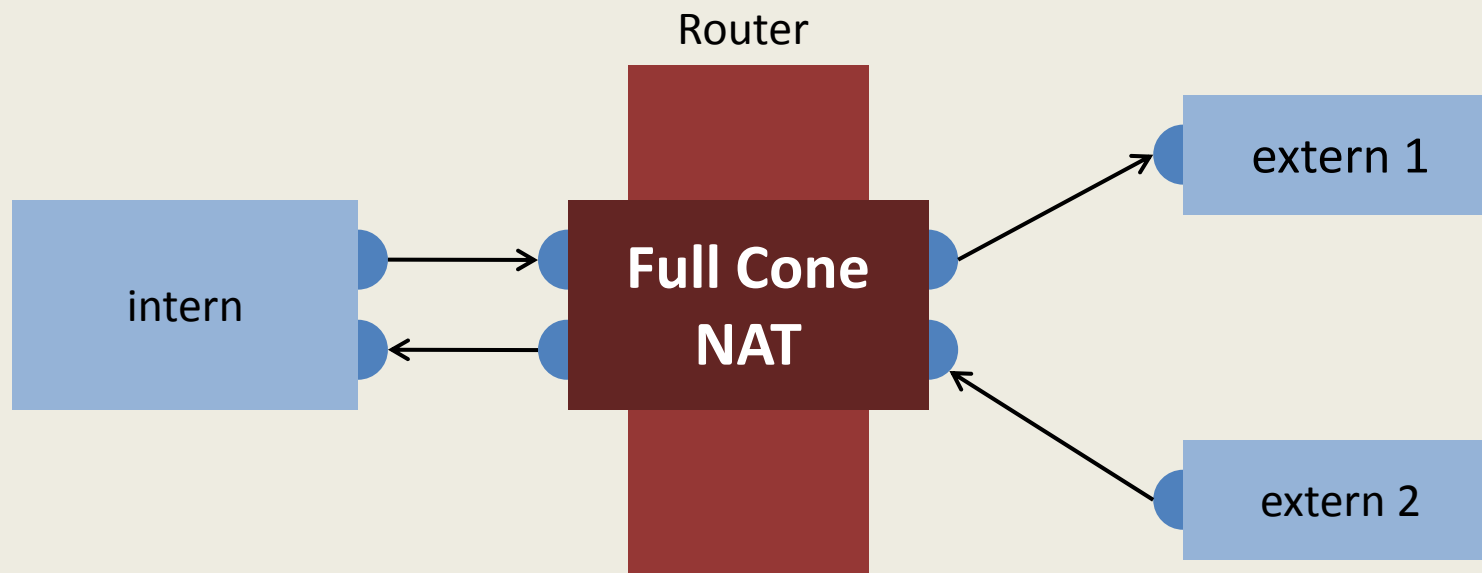 Router
intern
Full Cone
NAT
extern 1
extern 2